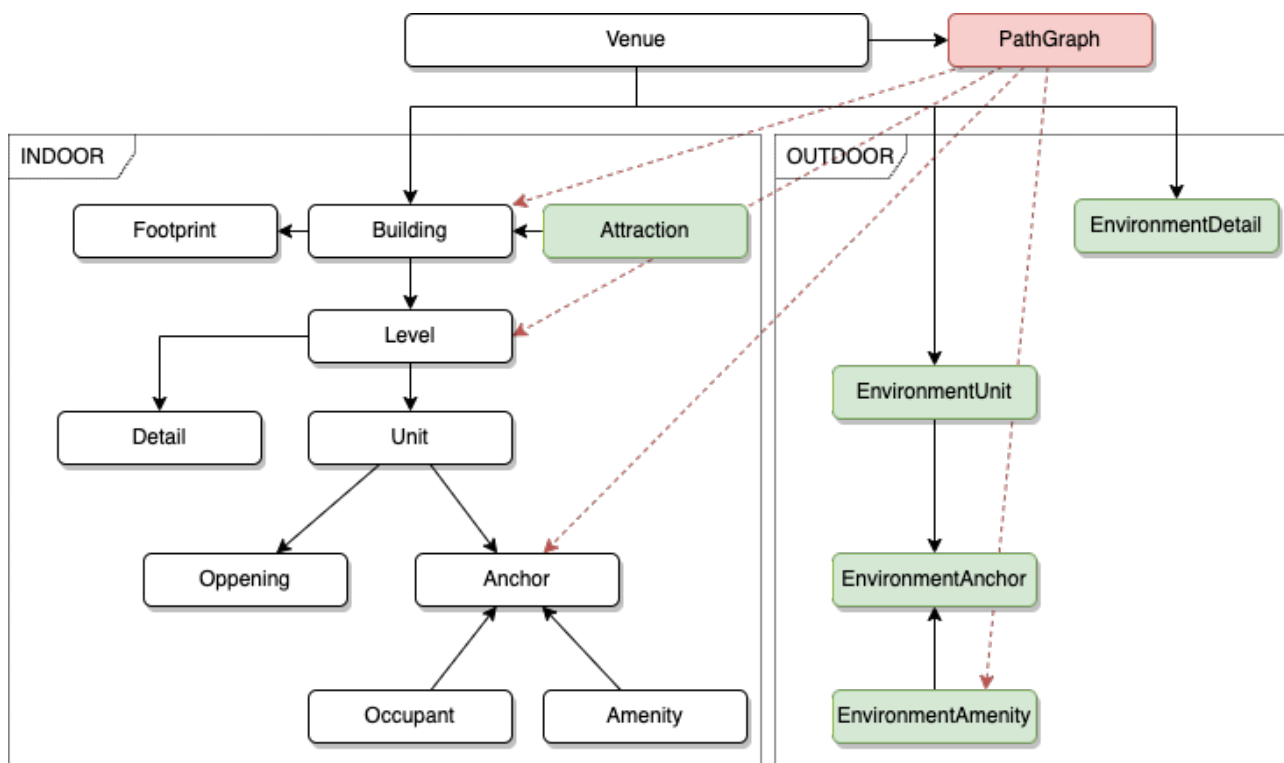 Venue
PathGraph
INDOOR
OUTDOOR
Footprint
Building
Attraction
EnvironmentDetail
Level
EnvironmentUnit
Detail
Unit
Oppening
Anchor
EnvironmentAnchor
Occupant
Amenity
EnvironmentAmenity